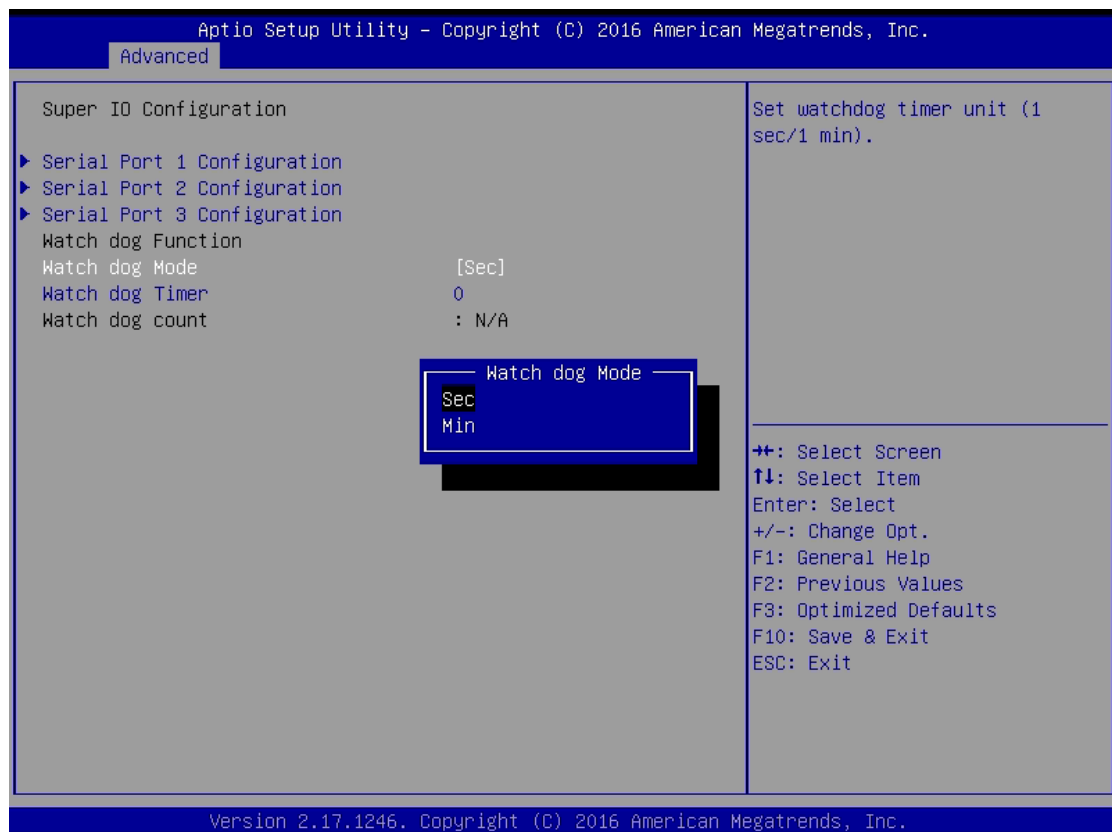 Aptio Setup Utility – Copyright (C) 2016 American Megatrends, Inc.
Advanced
Super IO Configuration
Serial Port 1 Configuration
Serial Port 2 Configuration
Serial Port 3 Configuration
Watch dog Function
Watch dog Mode [Sec]
Watch dog Timer 0
Watch dog count : N/A
Watch dog Mode
Sec
Min
Set watchdog timer unit (1
sec/1 min).
→←: Select Screen
↑↓: Select Item
Enter: Select
+/-: Change Opt.
F1: General Help
F2: Previous Values
F3: Optimized Defaults
F10: Save & Exit
ESC: Exit
Version 2.17.1246. Copyright (C) 2016 American Megatrends, Inc.